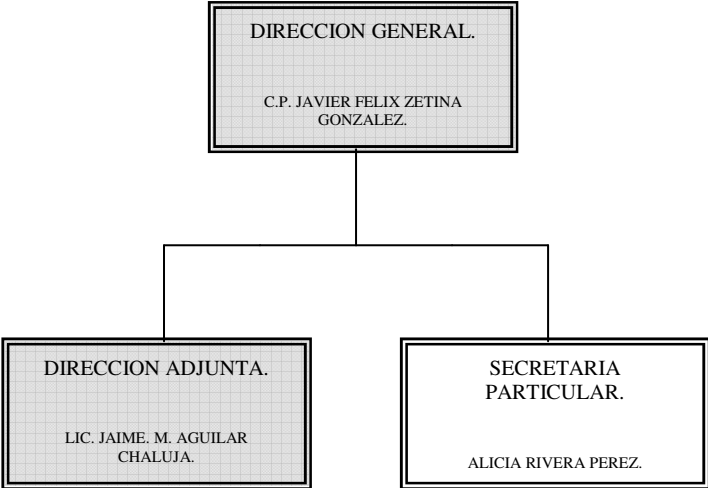 DIRECCION GENERAL.
C.P. JAVIER FELIX ZETINA
GONZALEZ.
DIRECCION ADJUNTA.
LIC. JAIME. M. AGUILAR
CHALUJA.
SECRETARIA
PARTICULAR.
ALICIA RIVERA PEREZ.